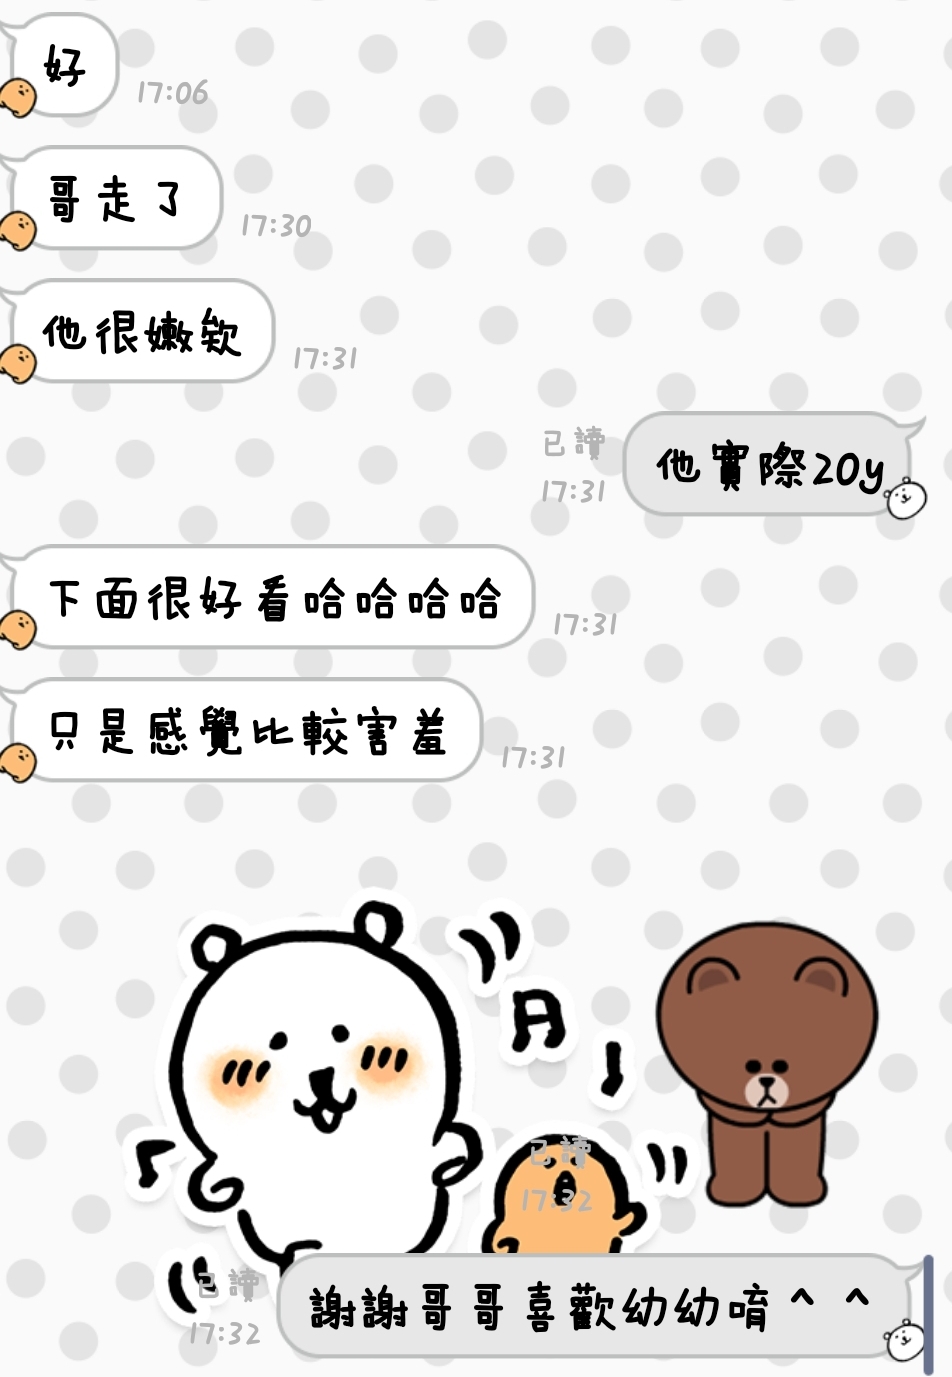 好
17:06
哥走了
17:30
他很嫩欸
17:31
已讀
17:31
他實際20y
下面很好看哈哈哈哈
17:31
只是感覺比較害羞
17:31
已讀
17:32
已讀
17:32
謝謝哥哥喜歡幼幼唷^ ^